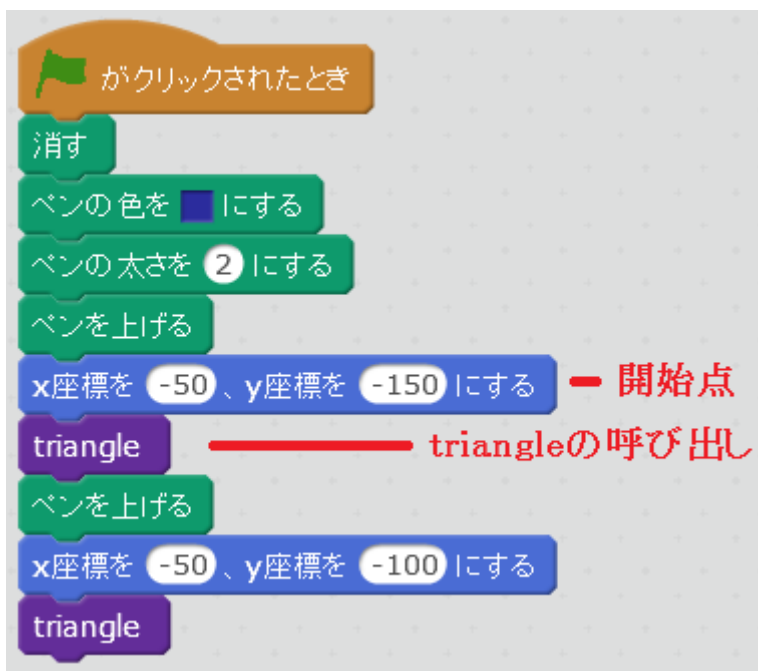 がクリックされたとき
消す
ペンの色を にする
ペンの太さを 2 にする
ペンを上げる
x座標を -50 、y座標を -150 にする 開始点
triangle triangleの呼び出し
ペンを上げる
x座標を -50 、y座標を -100 にする
triangle